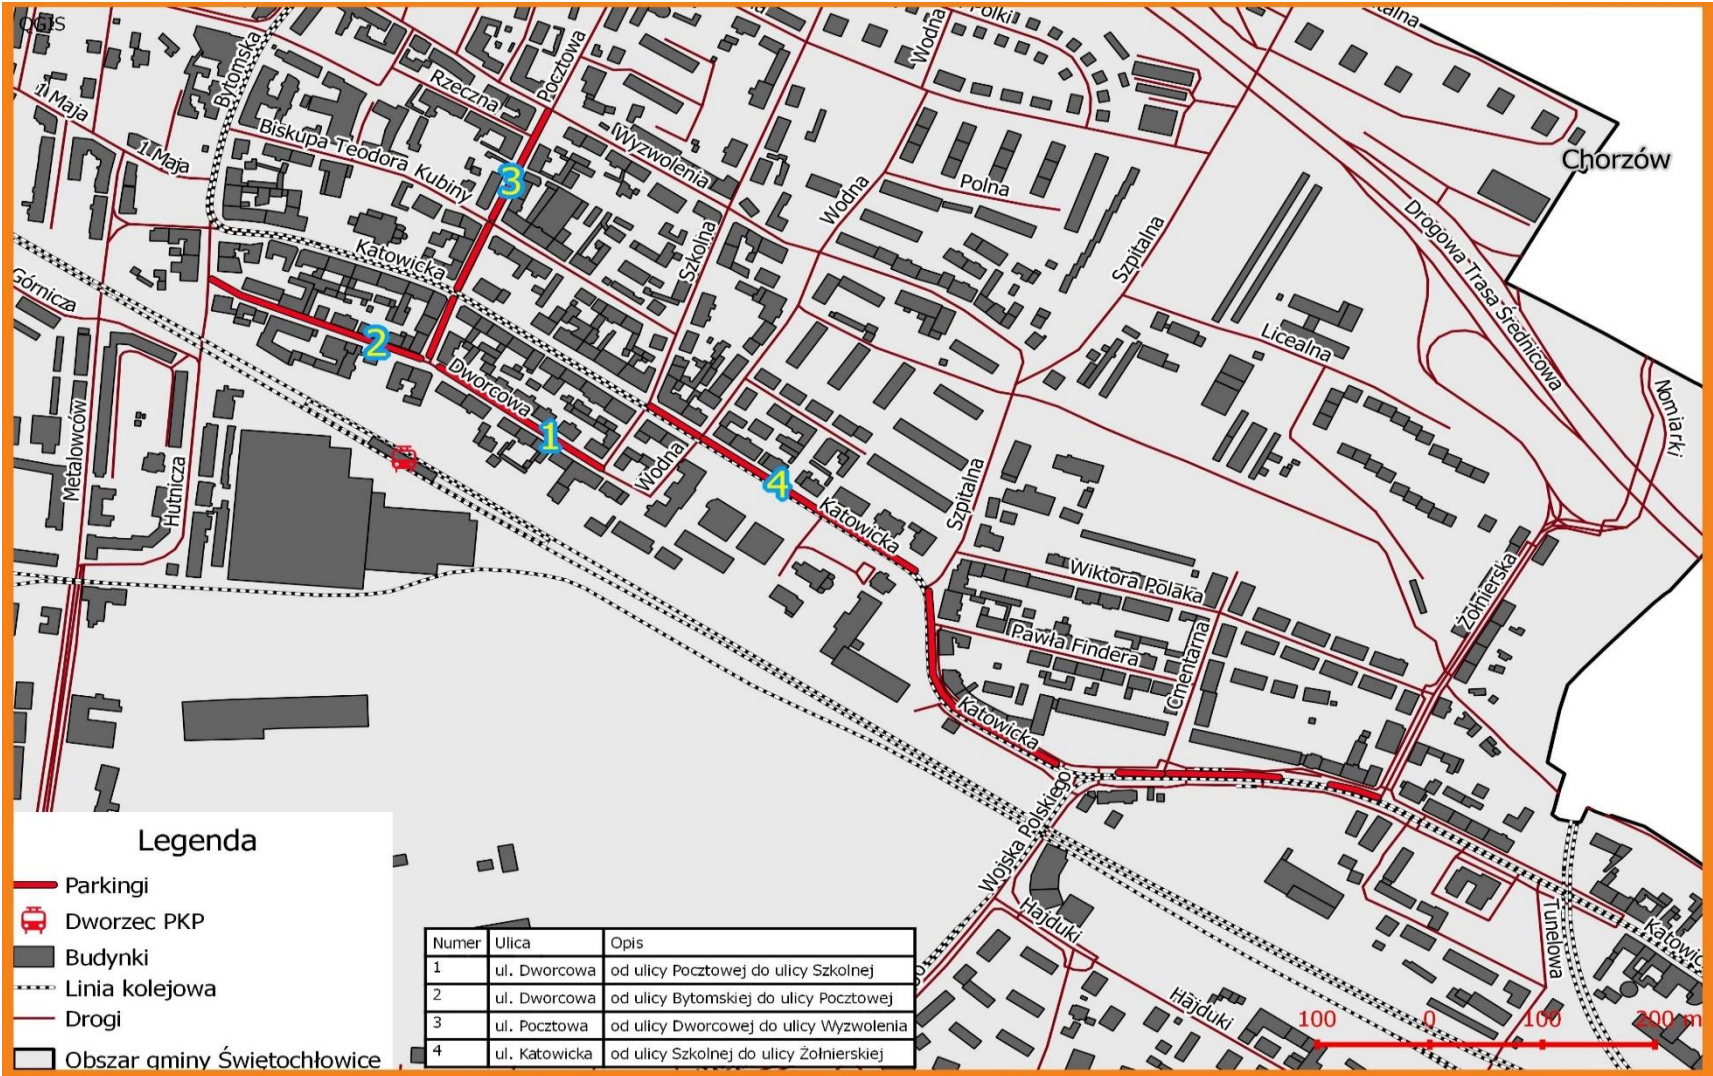 QGIS
Bytomska
Pocztowa
Wodna
Polki
1 Maja
Rzeczna
Biskupa Teodora Kubiny
Wyzwolenia
Chorzów
1 Maja
3
Polna
Wodna
Szkolna
Szpitalna
Drogowa Trasa Średnicowa
Katowicka
Górnicza
2
Licealna
Dworcowa
1
Nomiarki
Metalowców
Hutnicza
Wodna
4
Katowicka
Szpitalna
Wiktora Polaka
Żołnierska
Pawła Findera
Cmentarna
Katowicka
Wojska Polskiego
Hajduki
Tunelowa
Hajduki
100 0 100 200 m
Legenda
Parkingi
Dworzec PKP
Budynki
Linia kolejowa
Drogi
Obszar gminy Świętochłowice
Numer Ulica Opis
1 ul. Dworcowa od ulicy Pocztowej do ulicy Szkolnej
2 ul. Dworcowa od ulicy Bytomskiej do ulicy Pocztowej
3 ul. Pocztowa od ulicy Dworcowej do ulicy Wyzwolenia
4 ul. Katowicka od ulicy Szkolnej do ulicy Żołnierskiej